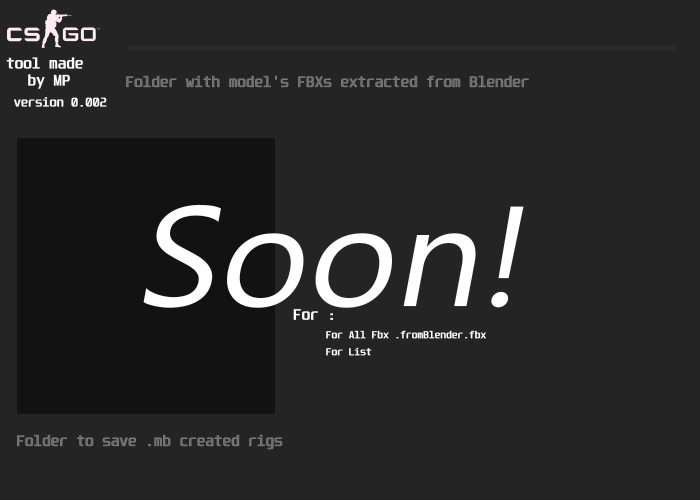 CS GO
tool made
by MP
version 0.002
Folder with model's FBXs extracted from Blender
Soon!
For :
For All Fbx .fromBlender.fbx
For List
Folder to save .mb created rigs